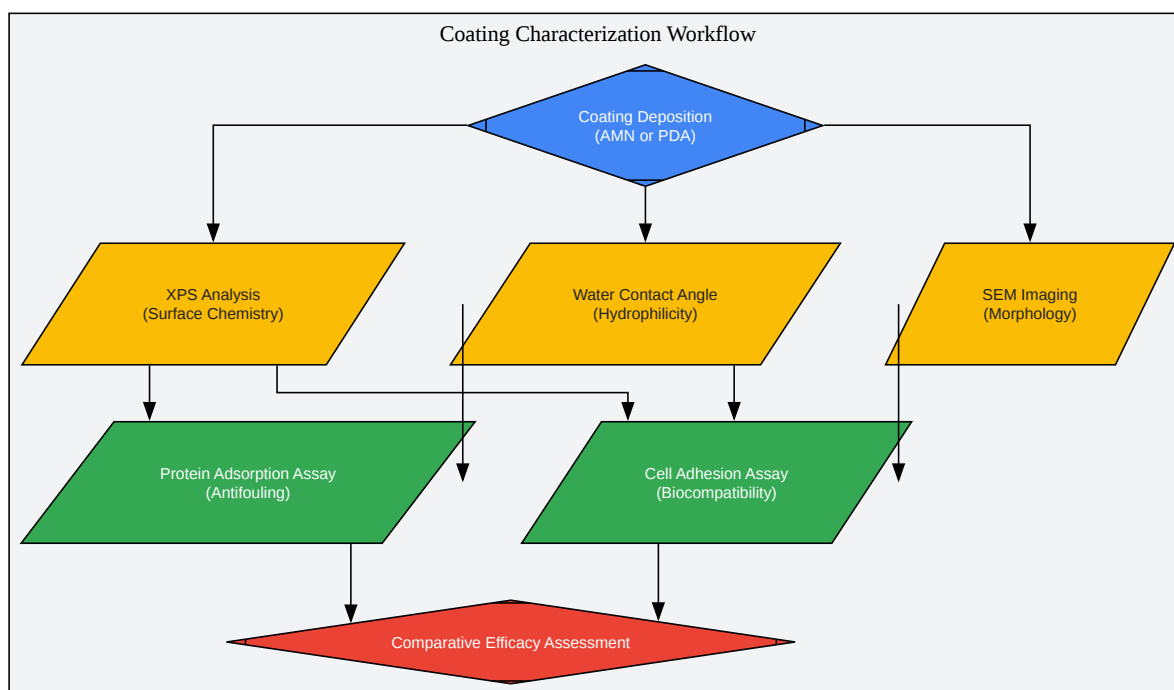 Coating Characterization Workflow
Coating Deposition
(AMN or PDA)
XPS Analysis
(Surface Chemistry)
Water Contact Angle
(Hydrophilicity)
SEM Imaging
(Morphology)
Protein Adsorption Assay
(Antifouling)
Cell Adhesion Assay
(Biocompatibility)
Comparative Efficacy Assessment